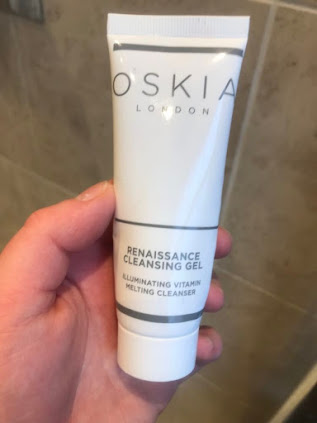 OSKIA
LONDON
RENAISSANCE
CLEANSING GEL
ILLUMINATING VITAMIN
MELTING CLEANSER